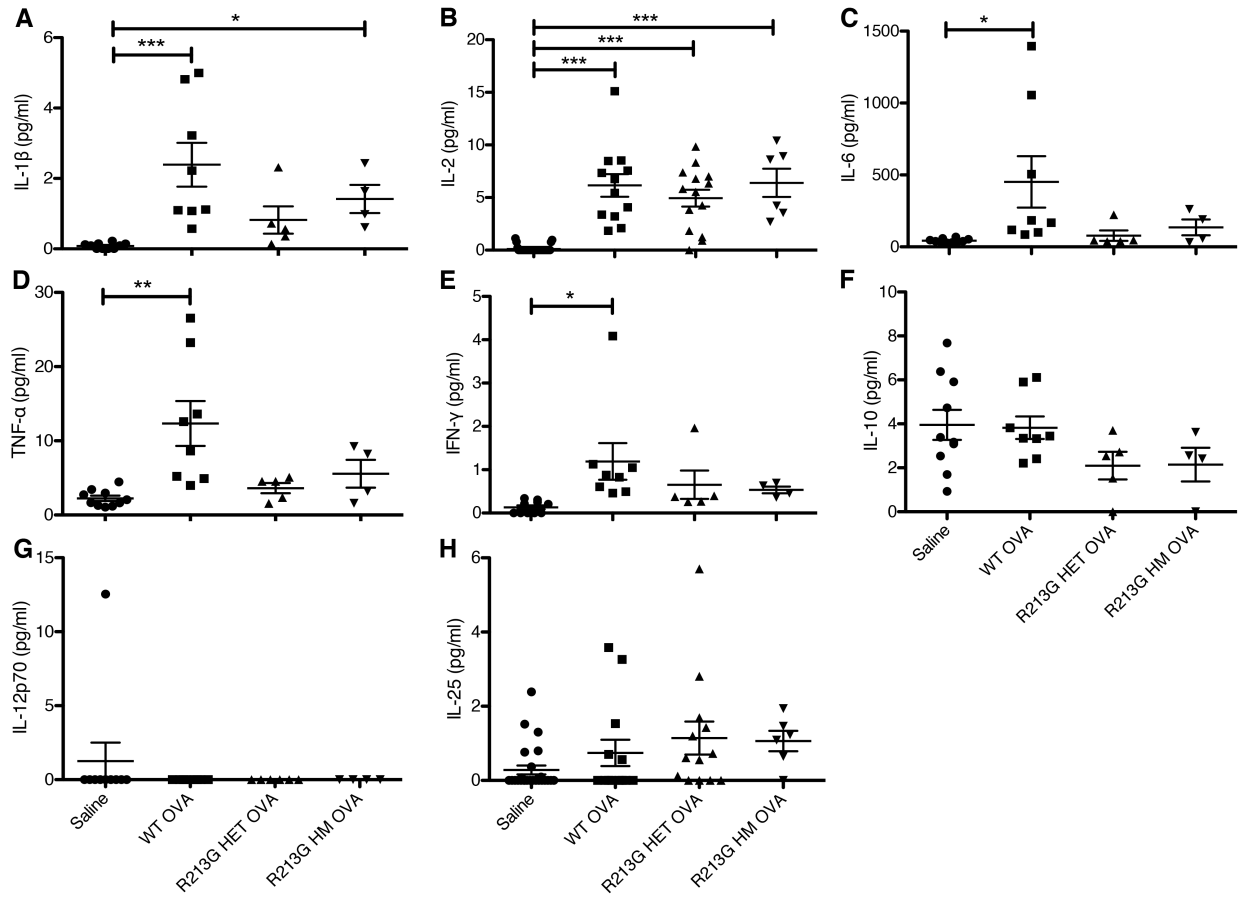 A
IL-1β (pg/ml)
6
4
2
0
***
*
B
IL-2 (pg/ml)
20
15
10
5
0
***
***
***
C
IL-6 (pg/ml)
1500
1000
500
0
*
D
TNF-α (pg/ml)
30
20
10
0
**
E
IFN-γ (pg/ml)
5
4
3
2
1
0
*
F
IL-10 (pg/ml)
10
8
6
4
2
0
Saline
WT OVA
R213G HET OVA
R213G HM OVA
G
IL-12p70 (pg/ml)
15
10
5
0
Saline
WT OVA
R213G HET OVA
R213G HM OVA
H
IL-25 (pg/ml)
6
4
2
0
Saline
WT OVA
R213G HET OVA
R213G HM OVA